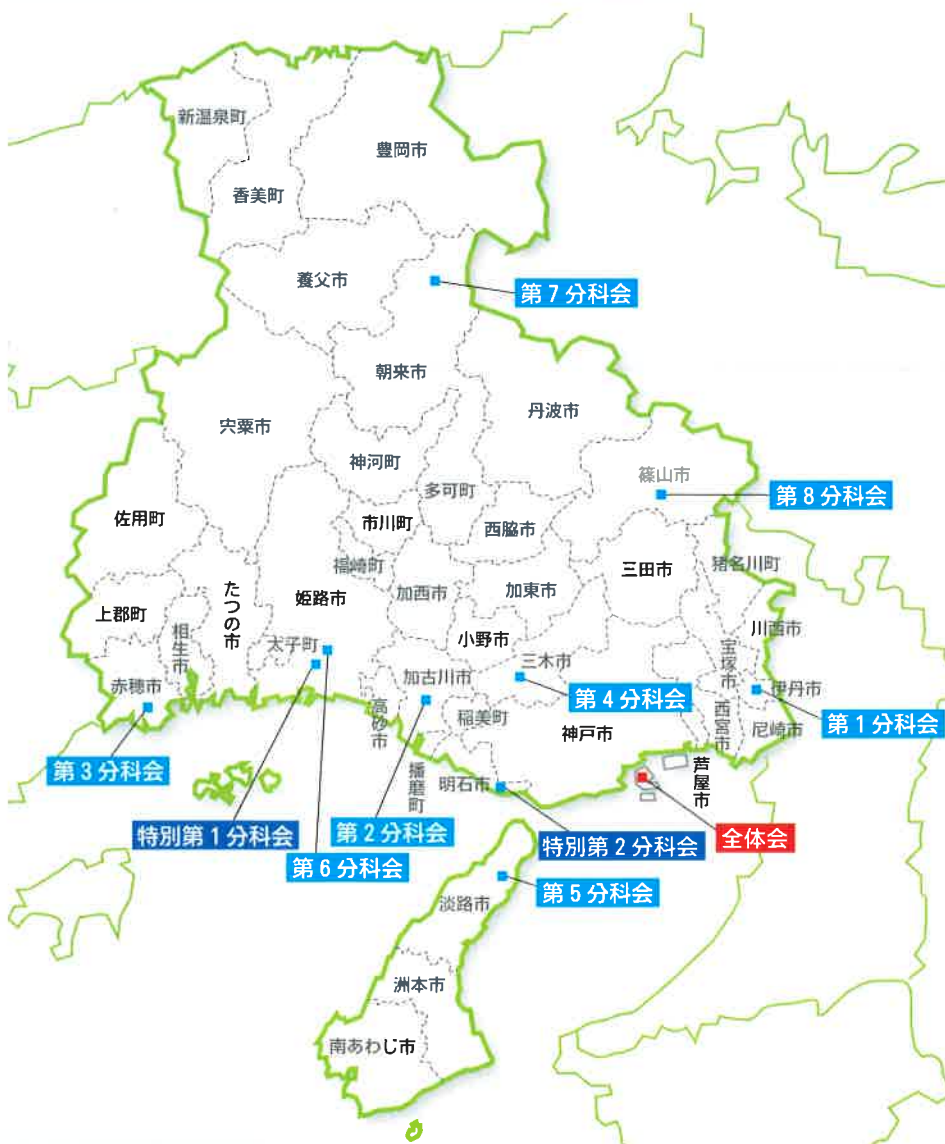 新温泉町
豊岡市
香美町
養父市
第7分科会
朝来市
丹波市
宍粟市
神河町
篠山市
多可町
第8分科会
佐用町
市川町
西脇市
福崎町
三田市
猪名川町
加西市
加東市
姫路市
たつの市
上郡町
相生市
小野市
川西市
太子町
三木市
宝塚市
赤穂市
加古川市
伊丹市
第4分科会
高砂市
稲美町
西宮市
第1分科会
神戸市
尼崎市
第3分科会
播磨町
明石市
芦屋市
特別第1分科会
第2分科会
特別第2分科会
全体会
第6分科会
第5分科会
淡路市
洲本市
南あわじ市